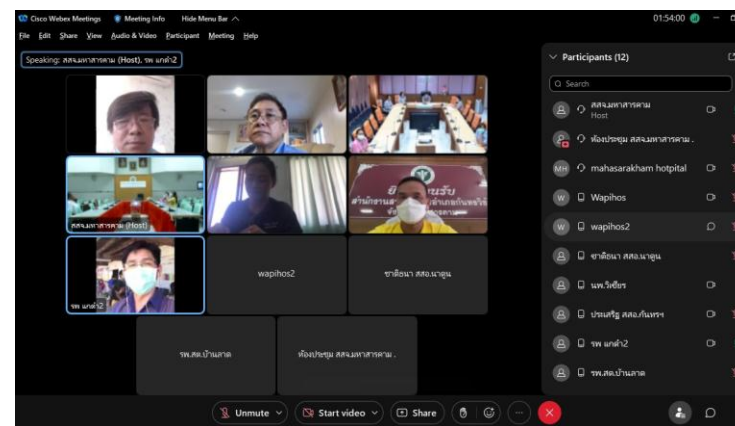 Cisco Webex Meetings Meeting Info Hide Menu Bar
01:54:00
File Edit Share View Audio & Video Participant Meeting Help
Speaking: สสจ.มหาสารคาม (Host), รพ แกดำ2
สสจ.มหาสารคาม (Host)
รพ แกดำ2
wapihos2
ชาติธนา สสอ.นาดูน
รพ.สต.บ้านลาด
ห้องประชุม สสจ.มหาสารคาม .
Participants (12)
Search
สสจ.มหาสารคาม
Host
ห้องประชุม สสจ.มหาสารคาม .
MH mahasarakham hotpital
W Wapihos
W wapihos2
ชาติธนา สสอ.นาดูน
นพ.วิเชียร
สสอ.กันทรฯ
รพ แกดำ2
รพ.สต.บ้านลาด
Unmute Start video Share